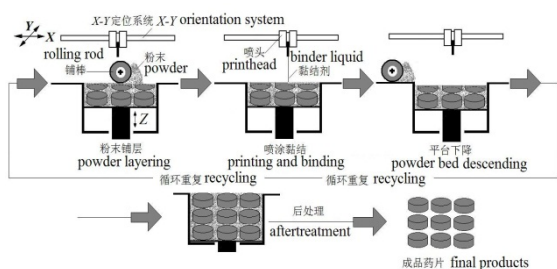 X-Y定位系统 X-Y orientation system
Y
X
rolling rod
铺棒
粉末
powder
喷头
printhead
binder liquid
黏结剂
Z
粉末铺层
powder layering
喷涂黏结
printing and binding
平台下降
powder bed descending
循环重复 recycling
循环重复 recycling
后处理
aftertreatment
成品药片 final products